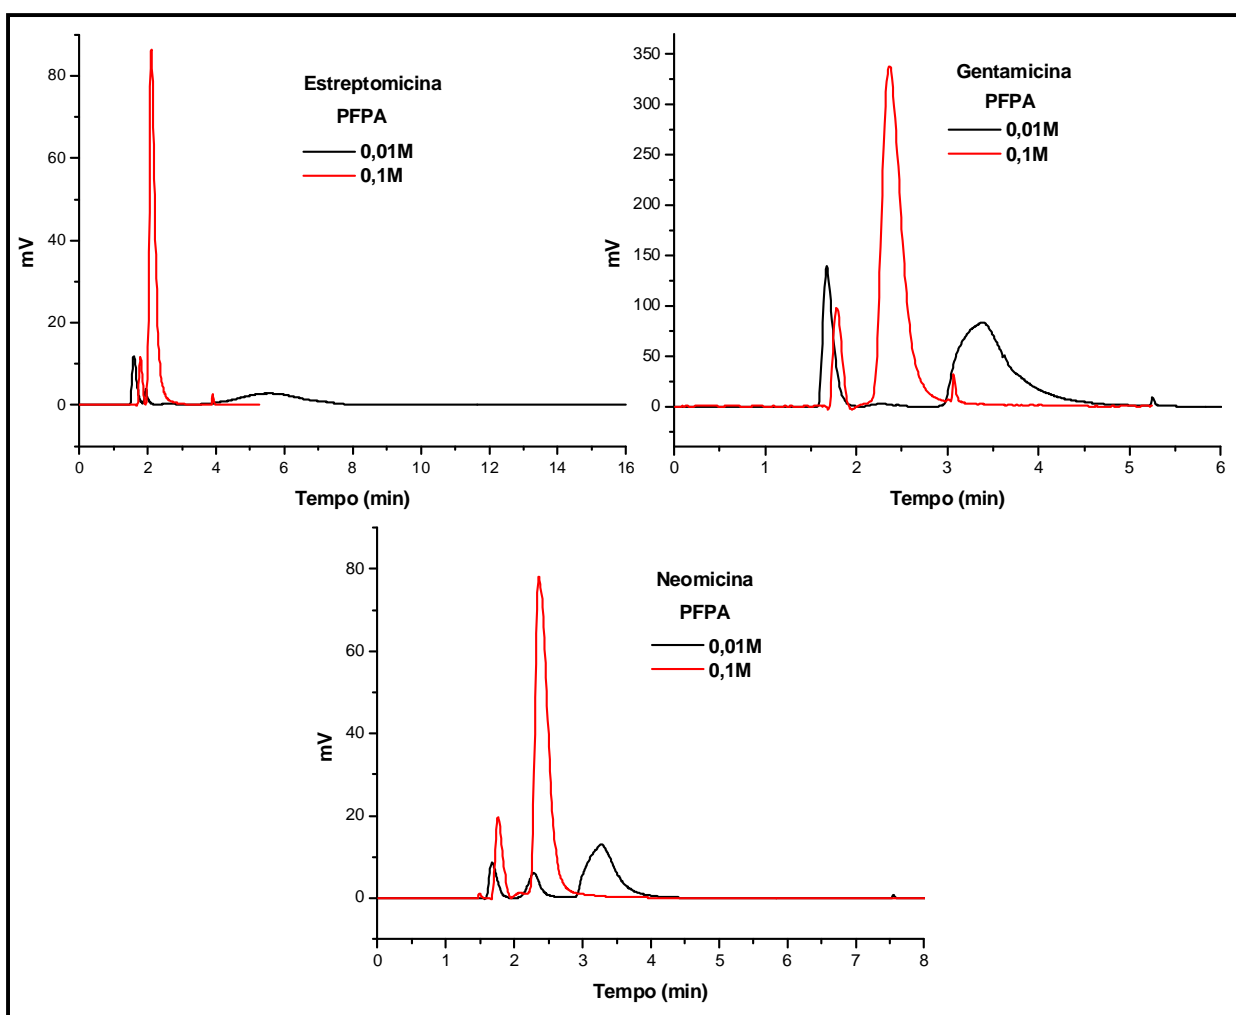 Estreptomicina
PFPA
0,01M
0,1M
mV
80
60
40
20
0
0 2 4 6 8 10 12 14 16
Tempo (min)
Gentamicina
PFPA
0,01M
0,1M
mV
350
300
250
200
150
100
50
0
0 1 2 3 4 5 6
Tempo (min)
Neomicina
PFPA
0,01M
0,1M
mV
80
60
40
20
0
0 1 2 3 4 5 6 7 8
Tempo (min)